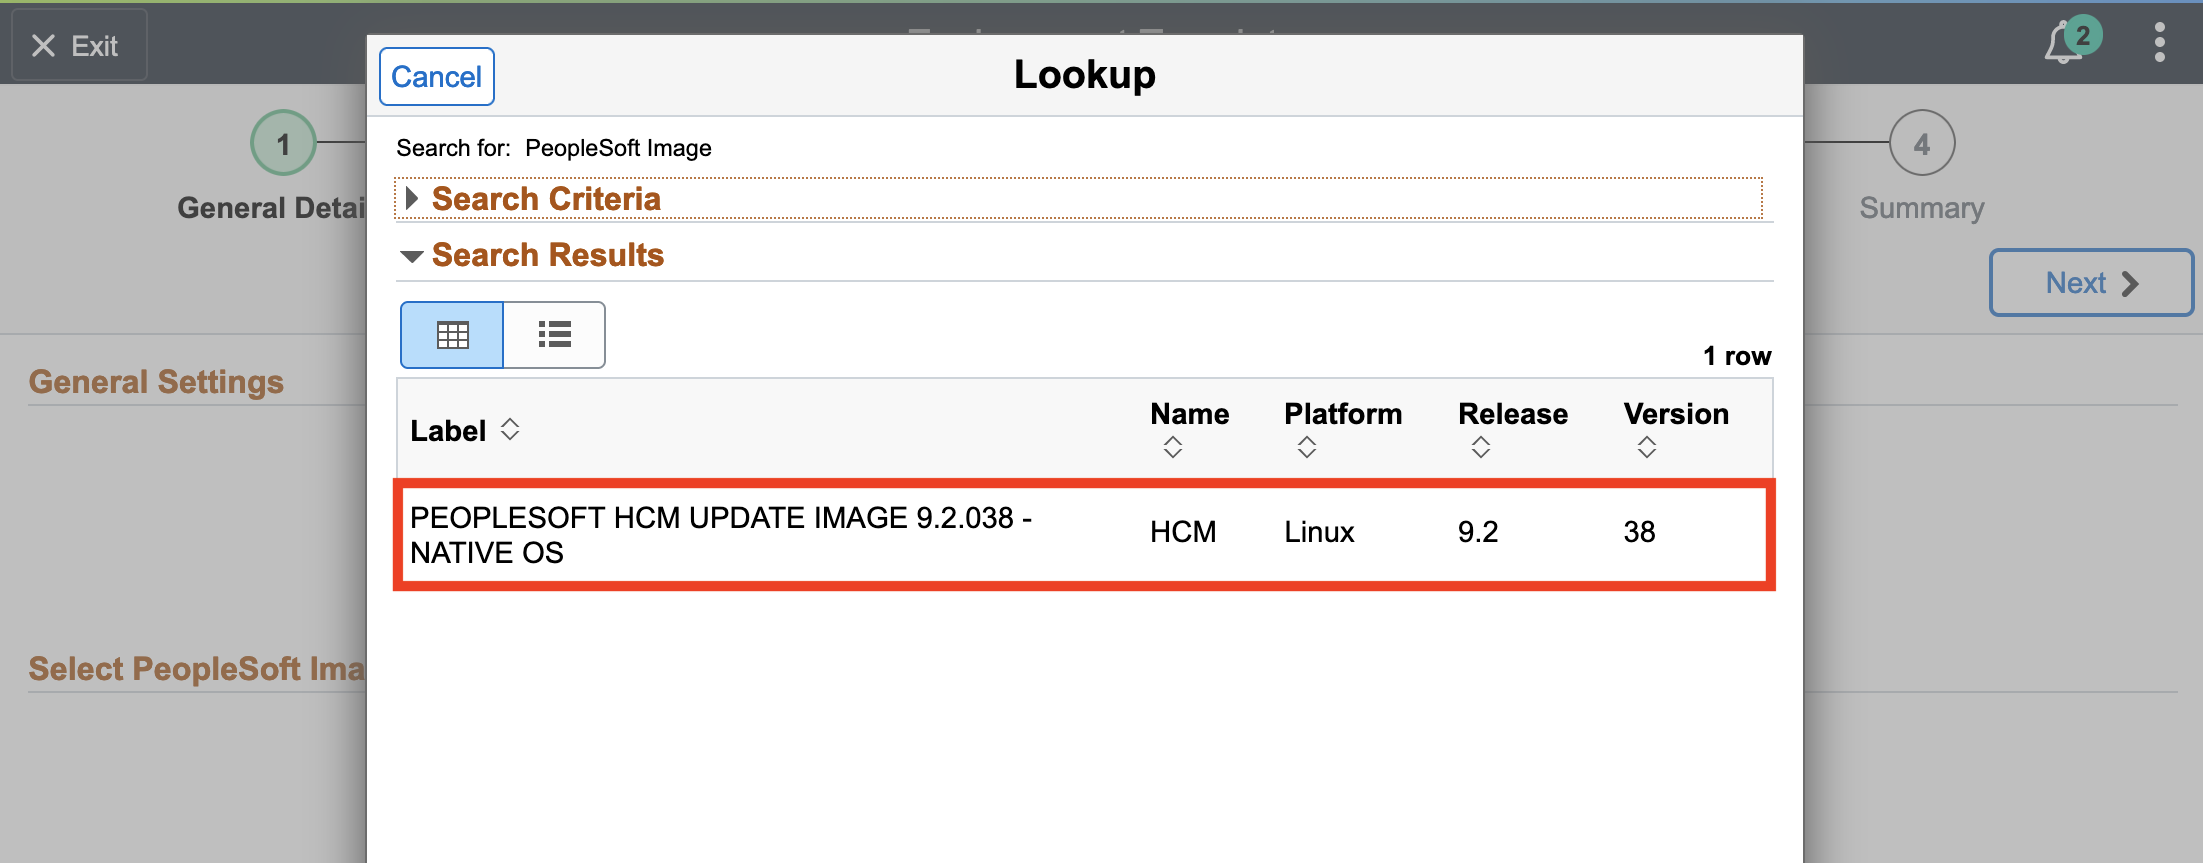 Exit
2
Cancel
Lookup
1
4
General Detai
Summary
Next
Search for: PeopleSoft Image
Search Criteria
Search Results
1 row
General Settings
Label
Name
Platform
Release
Version
PEOPLESOFT HCM UPDATE IMAGE 9.2.038 -
NATIVE OS
HCM
Linux
9.2
38
Select PeopleSoft Ima